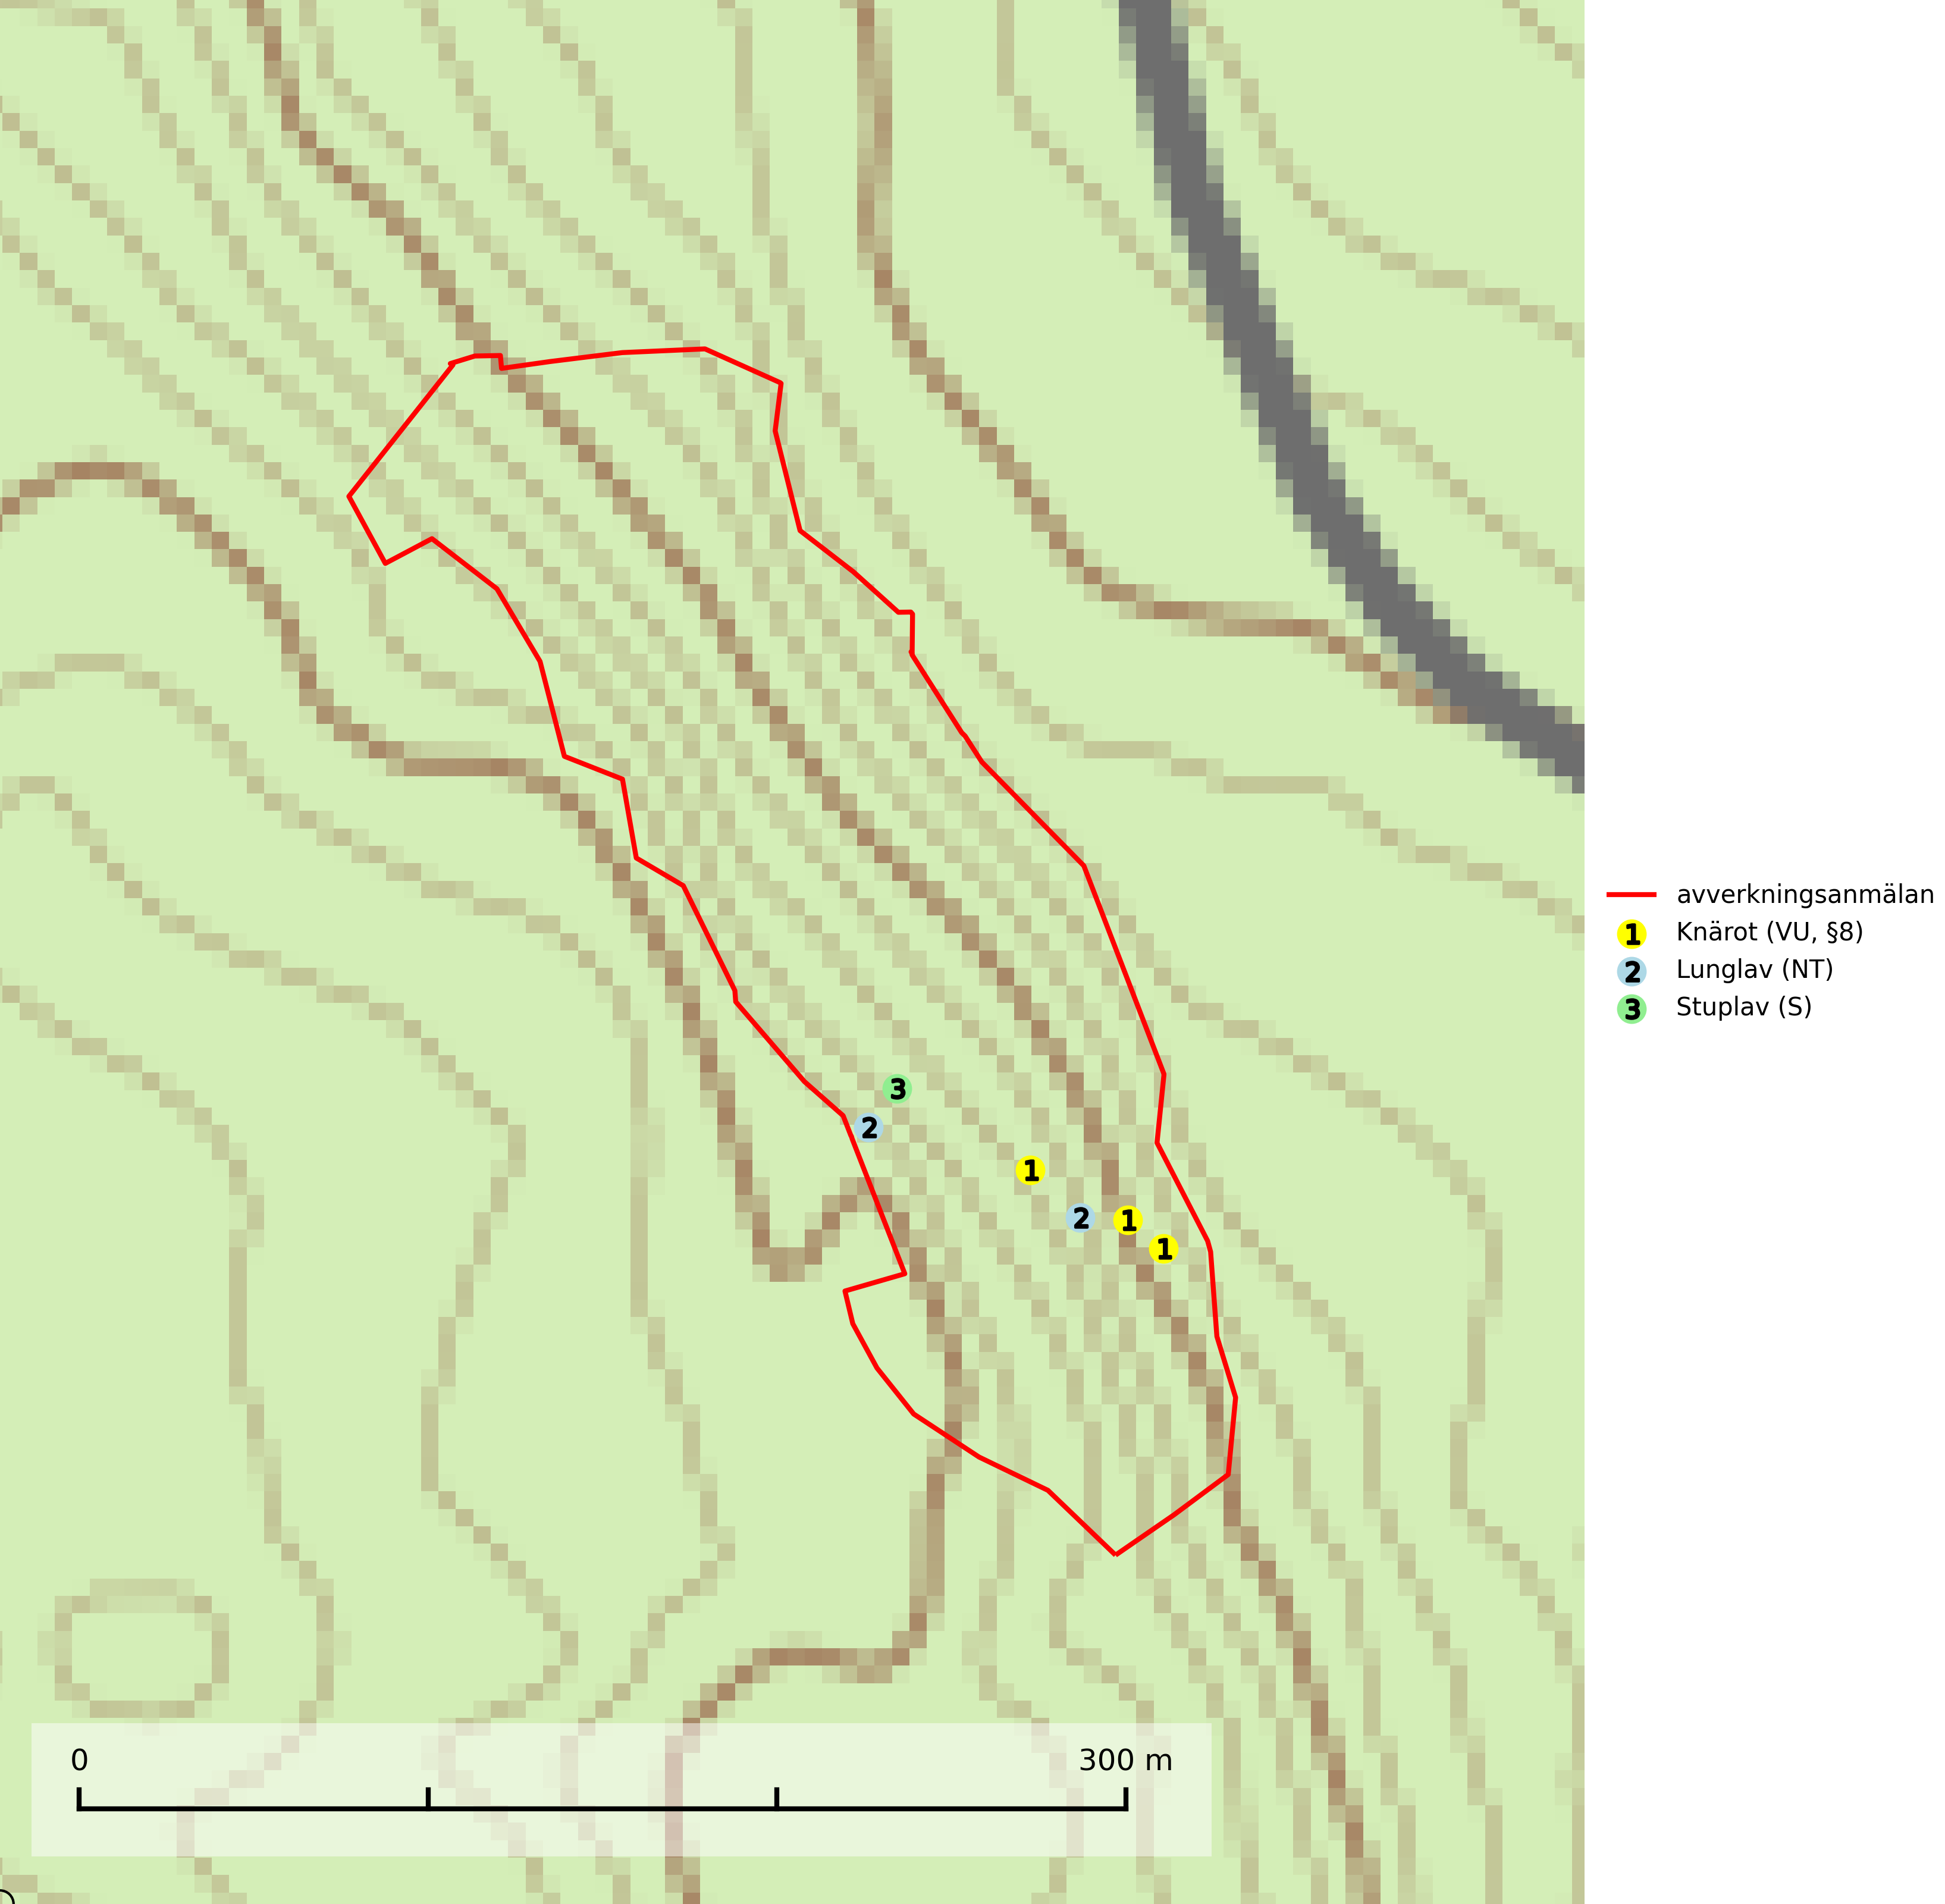 3
2
1
2
1
1
avverkningsanmälan
1 Knärot (VU, §8)
2 Lunglav (NT)
3 Stuplav (S)
0 300 m